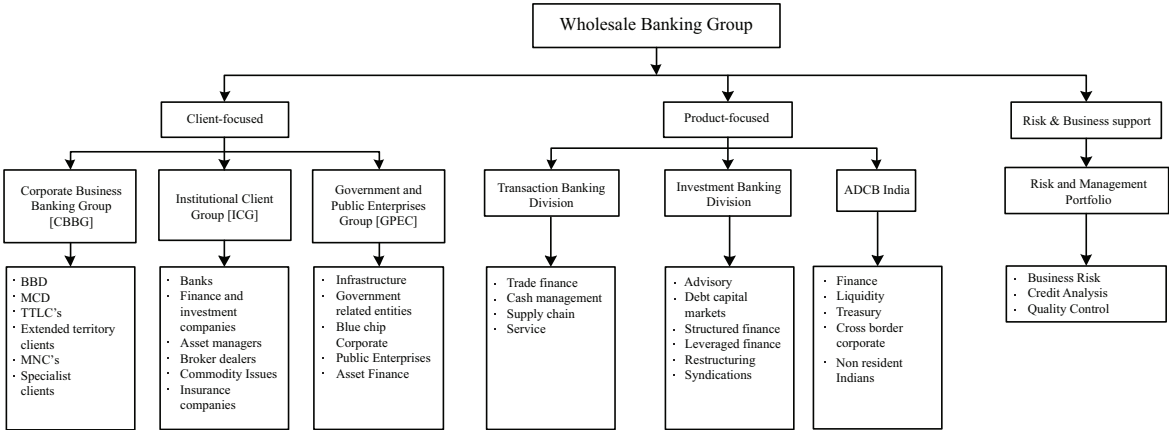 Wholesale Banking Group
Client-focused
Product-focused
Risk & Business support
Corporate Business
Banking Group
[CBBG]
Institutional Client
Group [ICG]
Government and
Public Enterprises
Group [GPEC]
Transaction Banking
Division
Investment Banking
Division
ADCB India
Risk and Management
Portfolio
· BBD
· MCD
· TTLC's
· Extended territory
clients
· MNC's
· Specialist
clients
· Banks
· Finance and
investment
companies
· Asset managers
· Broker dealers
· Commodity Issues
· Insurance
companies
· Infrastructure
· Government
related entities
· Blue chip
Corporate
· Public Enterprises
· Asset Finance
· Trade finance
· Cash management
· Supply chain
· Service
· Advisory
· Debt capital
markets
· Structured finance
· Leveraged finance
· Restructuring
· Syndications
· Finance
· Liquidity
· Treasury
· Cross border
corporate
· Non resident
Indians
· Business Risk
· Credit Analysis
· Quality Control